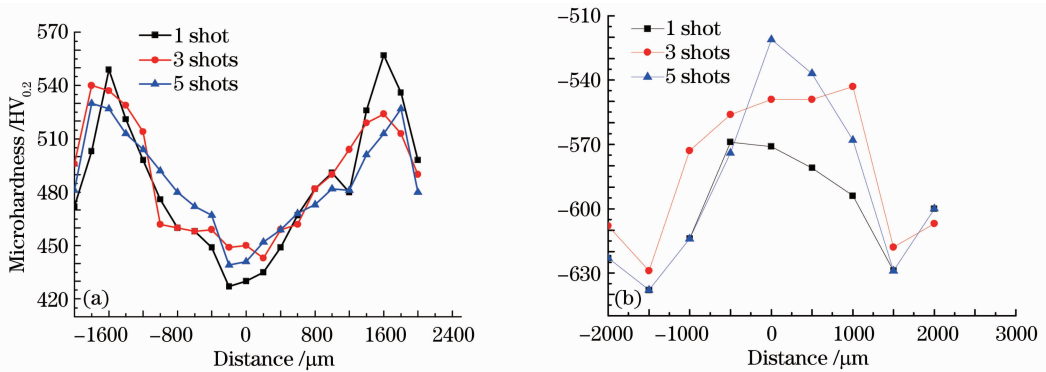 570
540
510
480
450
420
Microhardness /HV0.2
1 shot
3 shots
5 shots
(a)
−1600 −800 0 800 1600 2400
Distance /μm
−510
−540
−570
−600
−630
1 shot
3 shots
5 shots
(b)
−2000 −1000 0 1000 2000 3000
Distance /μm